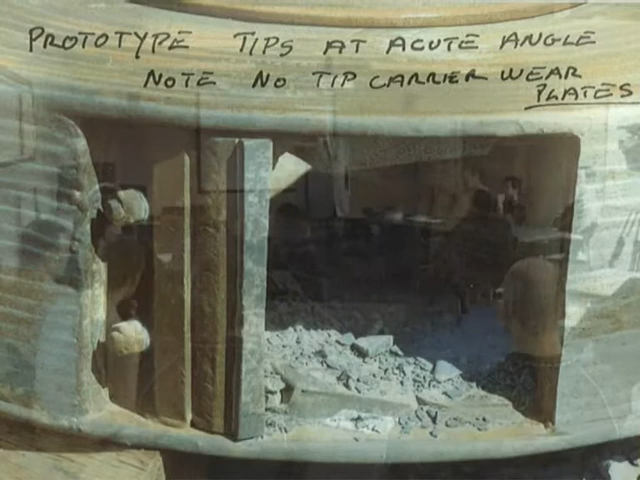 PROTOTYPE TIPS AT ACUTE ANGLE
NOTE NO TIP CARRIER WEAR
PLATES